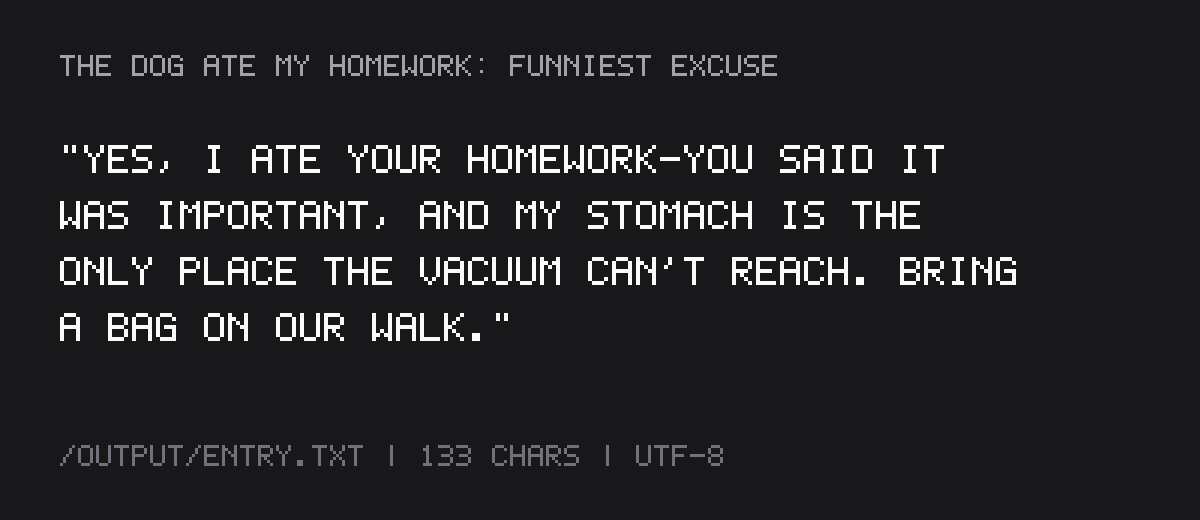 THE DOG ATE MY HOMEWORK: FUNNIEST EXCUSE
"YES, I ATE YOUR HOMEWORK—YOU SAID IT
WAS IMPORTANT, AND MY STOMACH IS THE
ONLY PLACE THE VACUUM CAN'T REACH. BRING
A BAG ON OUR WALK."
/OUTPUT/ENTRY.TXT | 133 CHARS | UTF-8